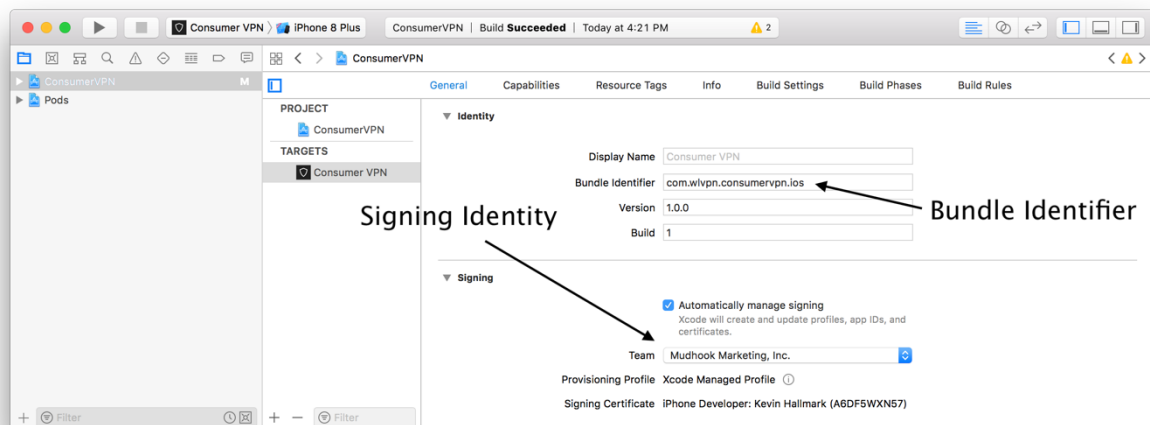 Consumer VPN iPhone 8 Plus ConsumerVPN | Build Succeeded | Today at 4:21 PM 2
ConsumerVPN
ConsumerVPN M
Pods
General Capabilities Resource Tags Info Build Settings Build Phases Build Rules
PROJECT
ConsumerVPN
TARGETS
Consumer VPN
Identity
Display Name Consumer VPN
Bundle Identifier com.wlvpn.consumervpn.ios
Version 1.0.0
Build 1
Signing Identity
Bundle Identifier
Signing
Automatically manage signing
Xcode will create and update profiles, app IDs, and
certificates.
Team Mudhook Marketing, Inc.
Provisioning Profile Xcode Managed Profile
Signing Certificate iPhone Developer: Kevin Hallmark (A6DF5WXN57)
Filter
Filter